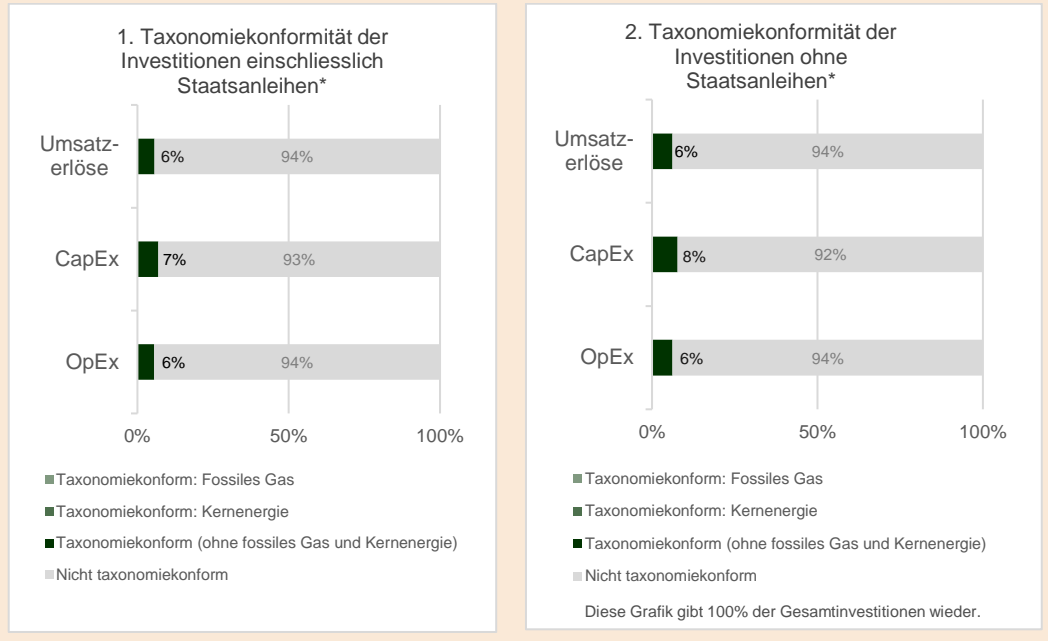 1. Taxonomiekonformität der
Investitionen einschliesslich
Staatsanleihen*
Umsatz-
erlöse
6%
94%
CapEx
7%
93%
OpEx
6%
94%
0%
50%
100%
Taxonomiekonform: Fossiles Gas
Taxonomiekonform: Kernenergie
Taxonomiekonform (ohne fossiles Gas und Kernenergie)
Nicht taxonomiekonform
2. Taxonomiekonformität der
Investitionen ohne
Staatsanleihen*
Umsatz-
erlöse
6%
94%
CapEx
8%
92%
OpEx
6%
94%
0%
50%
100%
Taxonomiekonform: Fossiles Gas
Taxonomiekonform: Kernenergie
Taxonomiekonform (ohne fossiles Gas und Kernenergie)
Nicht taxonomiekonform
Diese Grafik gibt 100% der Gesamtinvestitionen wieder.